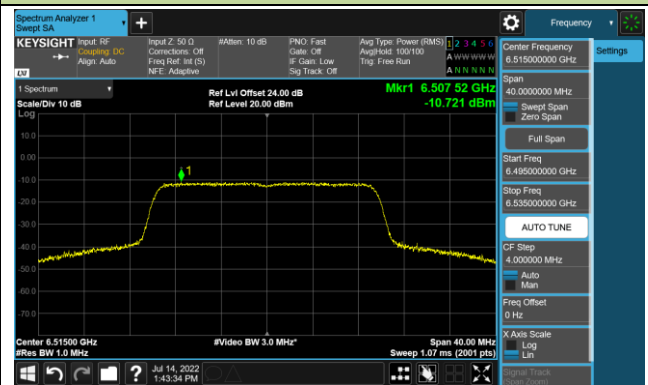 Spectrum Analyzer 1
Swept SA
Frequency
KEYSIGHT
Input: RF
Coupling: DC
Align: Auto
Input Z: 50 Ω
Corrections: Off
Freq Ref: Int (S)
NFE: Adaptive
#Atten: 10 dB
PNO: Fast
Gate: Off
IF Gain: Low
Sig Track: Off
Avg Type: Power (RMS)
Avg|Hold: 100/100
Trig: Free Run
1 2 3 4 5 6
A W W W W W
A N N N N N
LXI
1 Spectrum
Scale/Div 10 dB
Ref Lvl Offset 24.00 dB
Ref Level 20.00 dBm
Mkr1 6.507 52 GHz
-10.721 dBm
Log
10.0
0.00
-10.0
-20.0
-30.0
-40.0
-50.0
-60.0
-70.0
1
Center 6.51500 GHz
#Res BW 1.0 MHz
#Video BW 3.0 MHz*
Span 40.00 MHz
Sweep 1.07 ms (2001 pts)
Jul 14, 2022
1:43:34 PM
Center Frequency
6.515000000 GHz
Settings
Span
40.0000000 MHz
Swept Span
Zero Span
Full Span
Start Freq
6.495000000 GHz
Stop Freq
6.535000000 GHz
AUTO TUNE
CF Step
4.000000 MHz
Auto
Man
Freq Offset
0 Hz
X Axis Scale
Log
Lin
Signal Track
(Span Zoom)